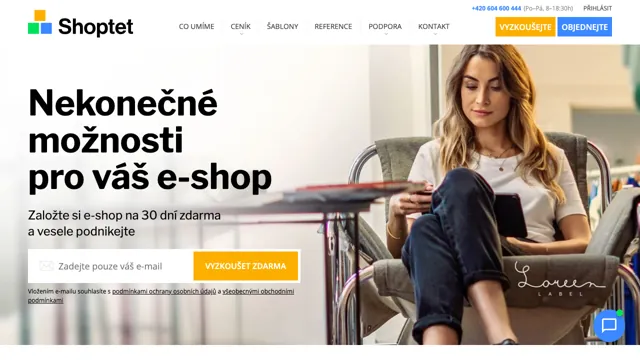 +420 604 600 444 (Po–Pá, 8–18:30h) PŘIHLÁSIT
Shoptet
CO UMÍME CENÍK ŠABLONY REFERENCE PODPORA KONTAKT
VYZKOUŠEJTE OBJEDNEJTE
Nekonečné
možnosti
pro váš e-shop
Založte si e-shop na 30 dní zdarma
a vesele podnikejte
Zadejte pouze váš e-mail
VYZKOUŠET ZDARMA
Vložením e-mailu souhlasíte s podmínkami ochrany osobních údajů a všeobecnými obchodními
podmínkami
Loreen
LABEL